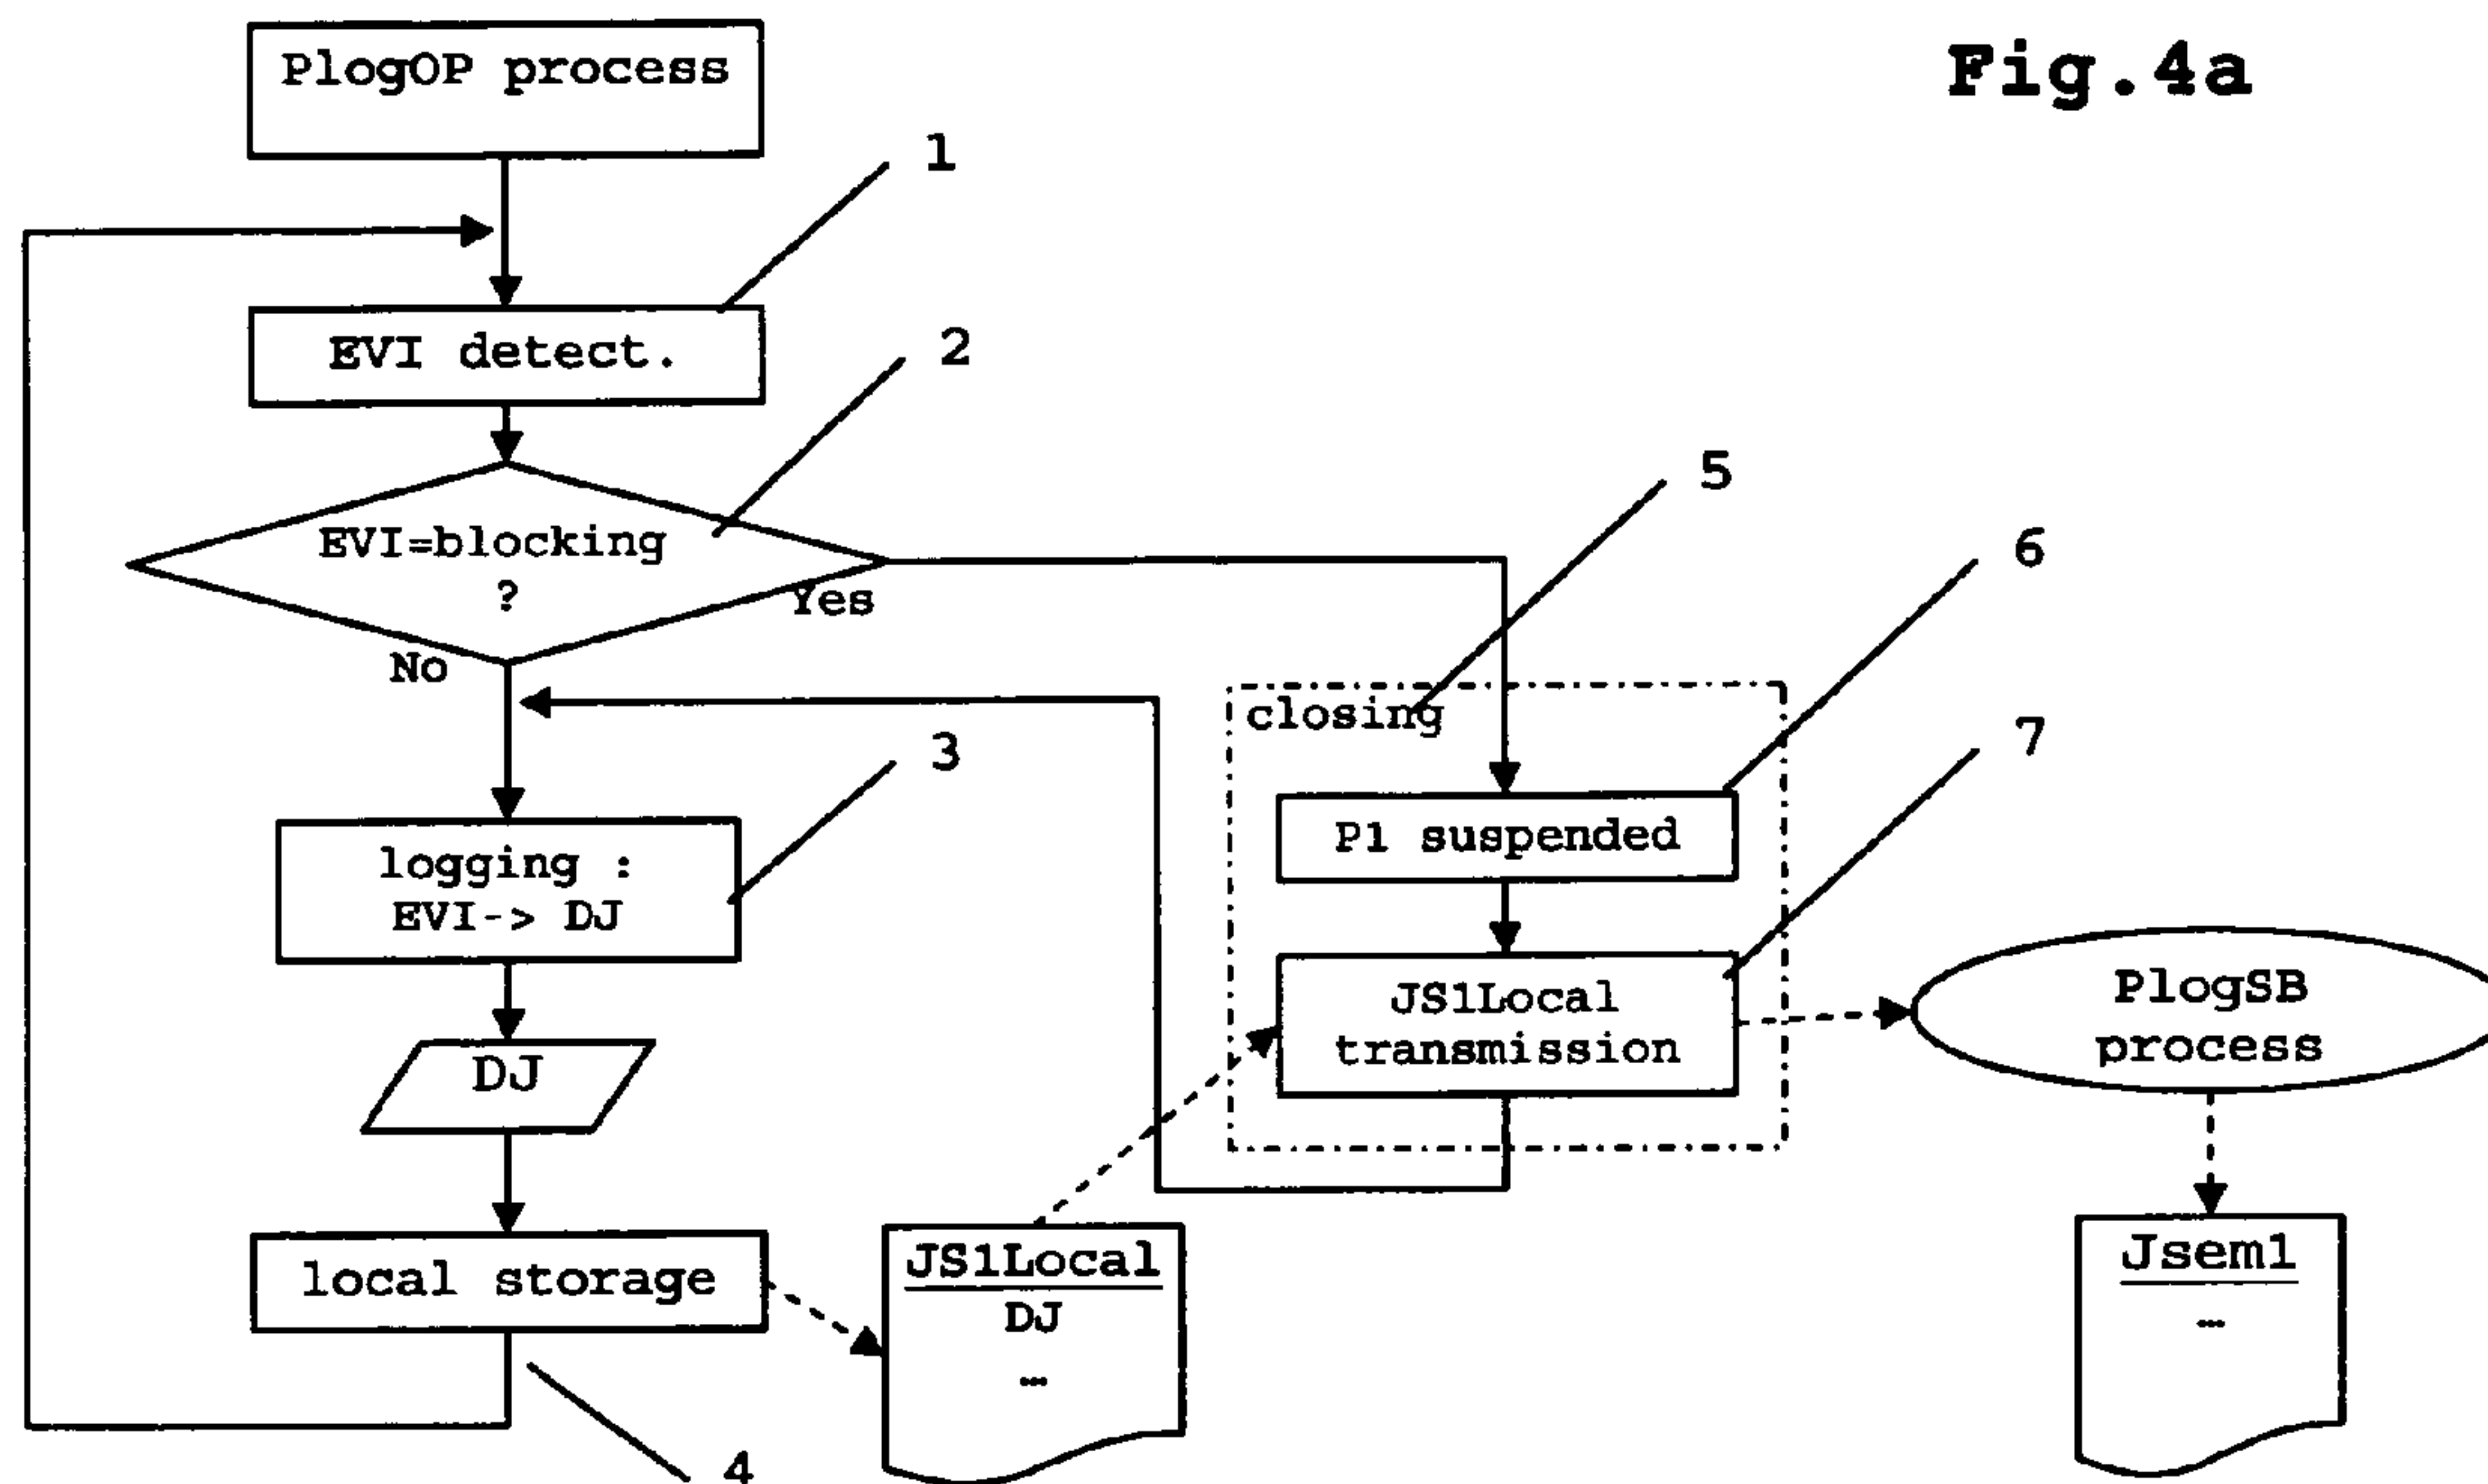 Fig.4a
PlogOP process
1
EVI detect.
2
EVI=blocking
?
Yes
No
5
6
closing
7
3
P1 suspended
logging :
EVI-> DJ
JS1Local
transmission
PlogSB
process
DJ
local storage
JS1Local
DJ
…
Jsem1
…
4